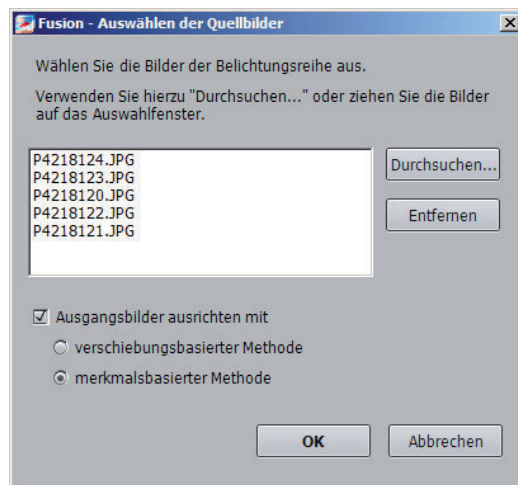 Fusion - Auswählen der Quellbilder
Wählen Sie die Bilder der Belichtungsreihe aus.
Verwenden Sie hierzu "Durchsuchen..." oder ziehen Sie die Bilder
auf das Auswahlfenster.
P4218124.JPG
P4218123.JPG
P4218120.JPG
P4218122.JPG
P4218121.JPG
Durchsuchen...
Entfernen
Ausgangsbilder ausrichten mit
verschiebungsbasierter Methode
merkmalsbasierter Methode
OK
Abbrechen